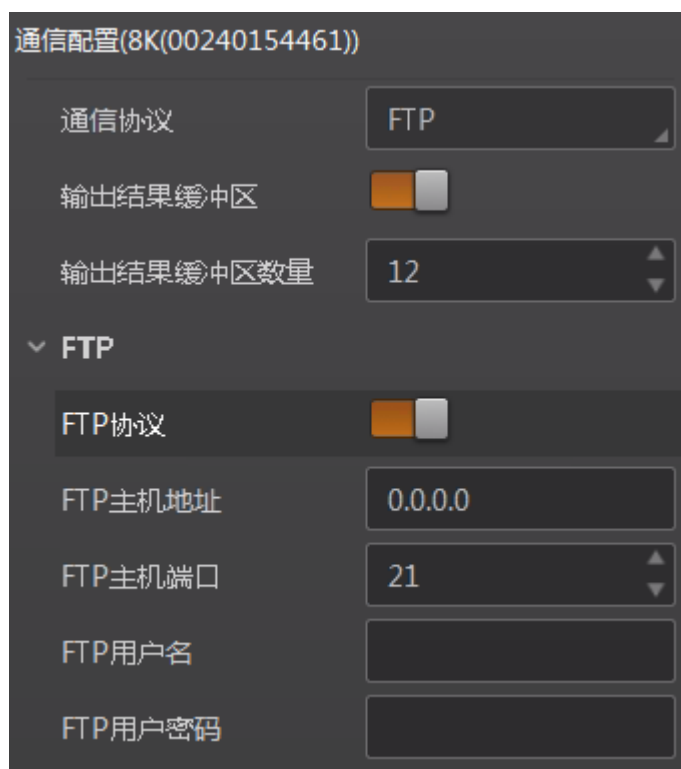 通信配置(8K(00240154461))
通信协议 FTP
输出结果缓冲区
输出结果缓冲区数量 12
FTP
FTP协议
FTP主机地址 0.0.0.0
FTP主机端口 21
FTP用户名
FTP用户密码